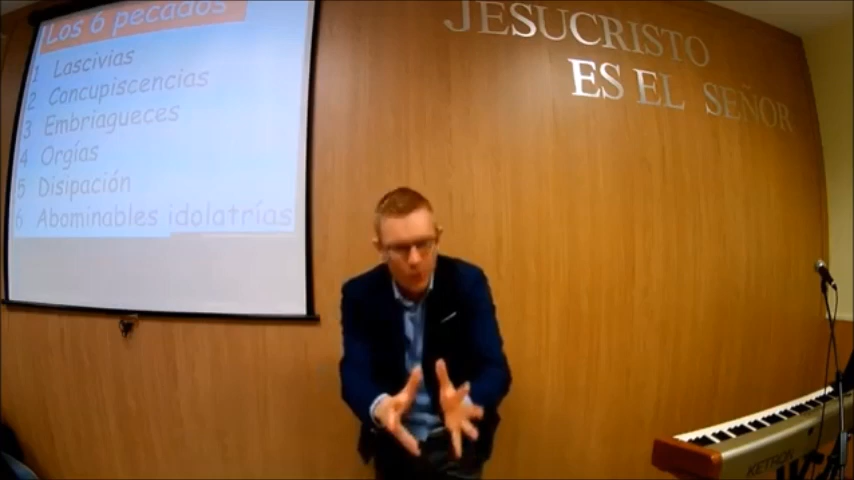 Los 6 pecados
1 Lascivias
2 Concupiscencias
3 Embriagueces
4 Orgías
5 Disipación
6 Abominables idolatrías
JESUCRISTO
ES EL SEÑOR
KETRON